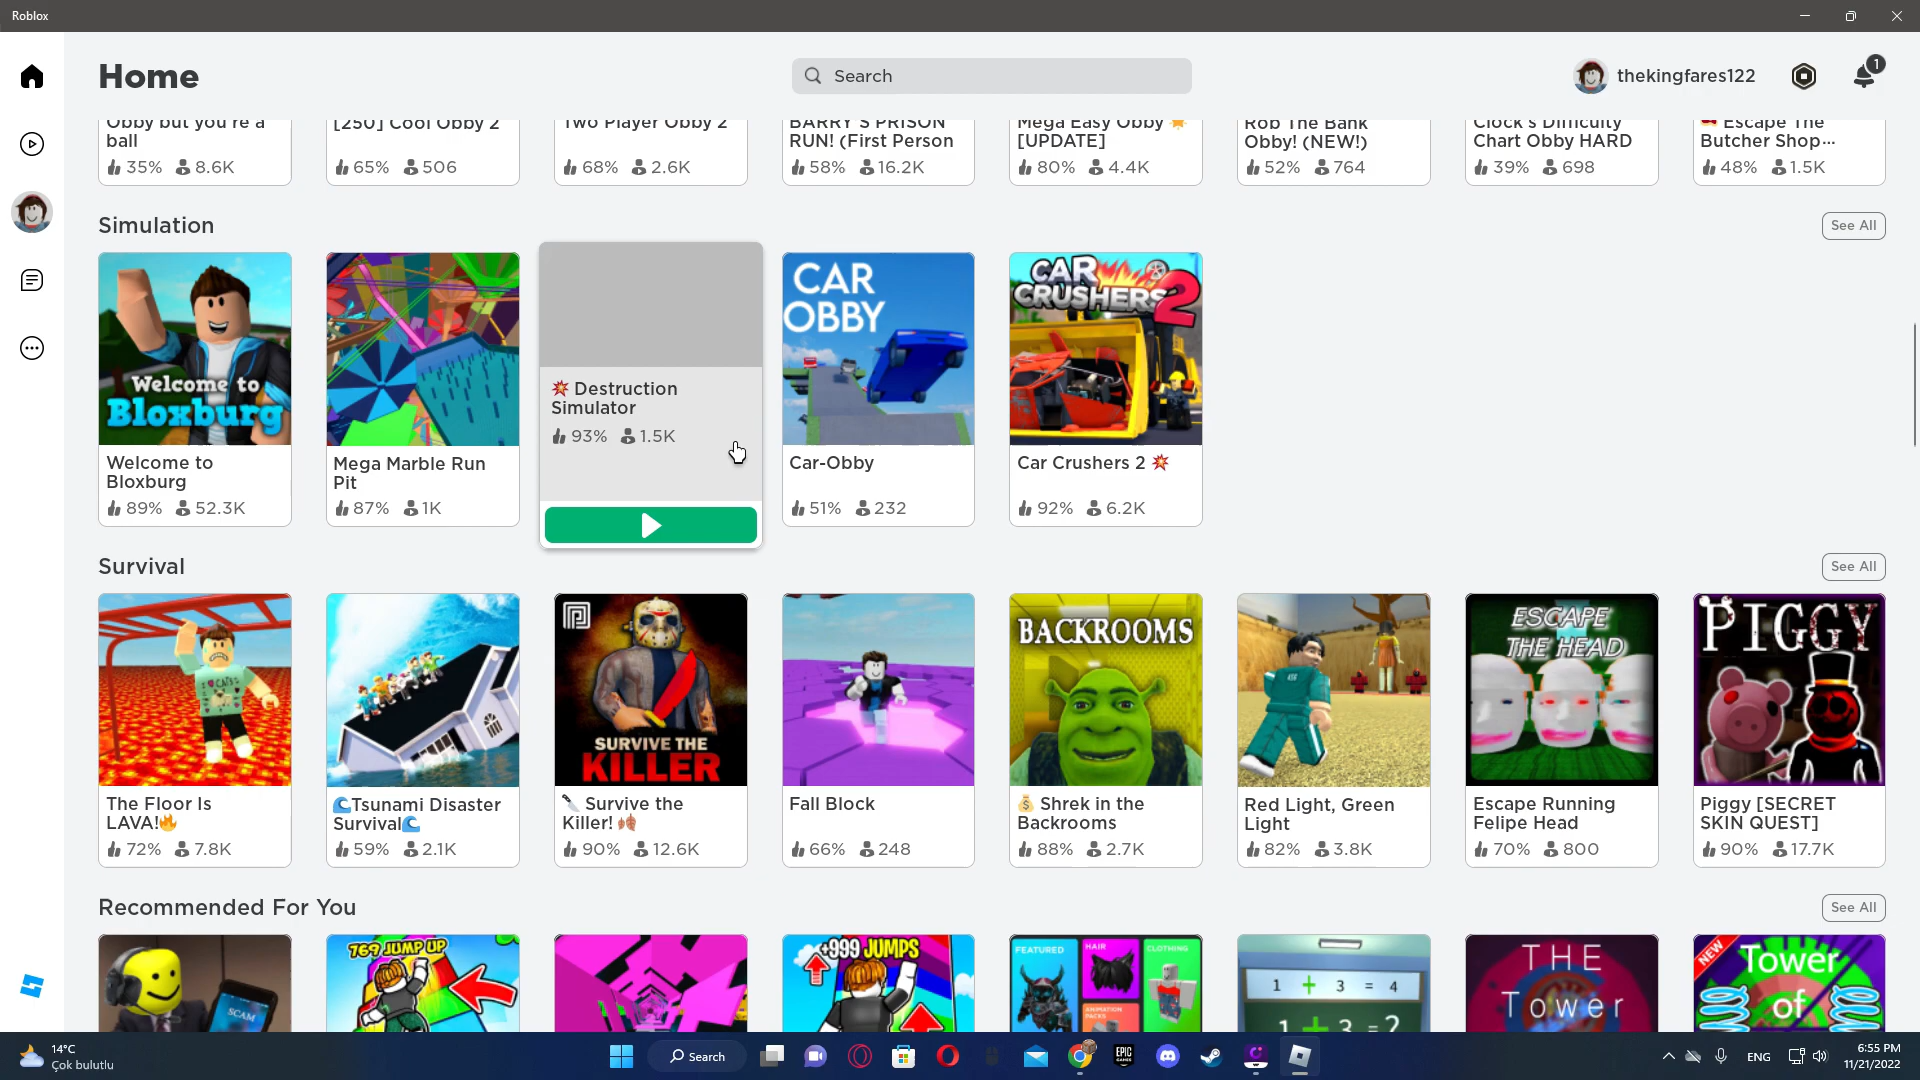 Roblox
Home
Search
thekingfares122
1
Obby but you're a ball
35% 8.6K
[250] Cool Obby 2
65% 506
Two Player Obby 2
68% 2.6K
BARRY'S PRISON RUN! (First Person
58% 16.2K
Mega Easy Obby [UPDATE]
80% 4.4K
Rob The Bank Obby! (NEW!)
52% 764
Clock's Difficulty Chart Obby HARD
39% 698
Escape The Butcher Shop...
48% 1.5K
Simulation
See All
Welcome to
Bloxburg
Welcome to
Bloxburg
89% 52.3K
Mega Marble Run
Pit
87% 1K
💥 Destruction
Simulator
93% 1.5K
CAR
OBBY
Car-Obby
51% 232
CAR
CRUSHERS 2
Car Crushers 2 💥
92% 6.2K
Survival
See All
The Floor Is
LAVA!🔥
72% 7.8K
🌊Tsunami Disaster
Survival🌊
59% 2.1K
SURVIVE THE
KILLER
🔪 Survive the
Killer! 🍂
90% 12.6K
Fall Block
66% 248
BACKROOMS
💰 Shrek in the
Backrooms
88% 2.7K
Red Light, Green
Light
82% 3.8K
ESCAPE
THE HEAD
Escape Running
Felipe Head
70% 800
PIGGY
Piggy [SECRET
SKIN QUEST]
90% 17.7K
Recommended For You
See All
SCAM
769 JUMP UP
+999 JUMPS
FEATURED
HAIR
CLOTHING
ANIMATION
PACKS
1 + 3 = 4
1 + 3 = ?
THE
Tower
NEW
Tower
of
14°C
Çok bulutlu
Search
EPIC
GAMES
ENG
6:55 PM
11/21/2022